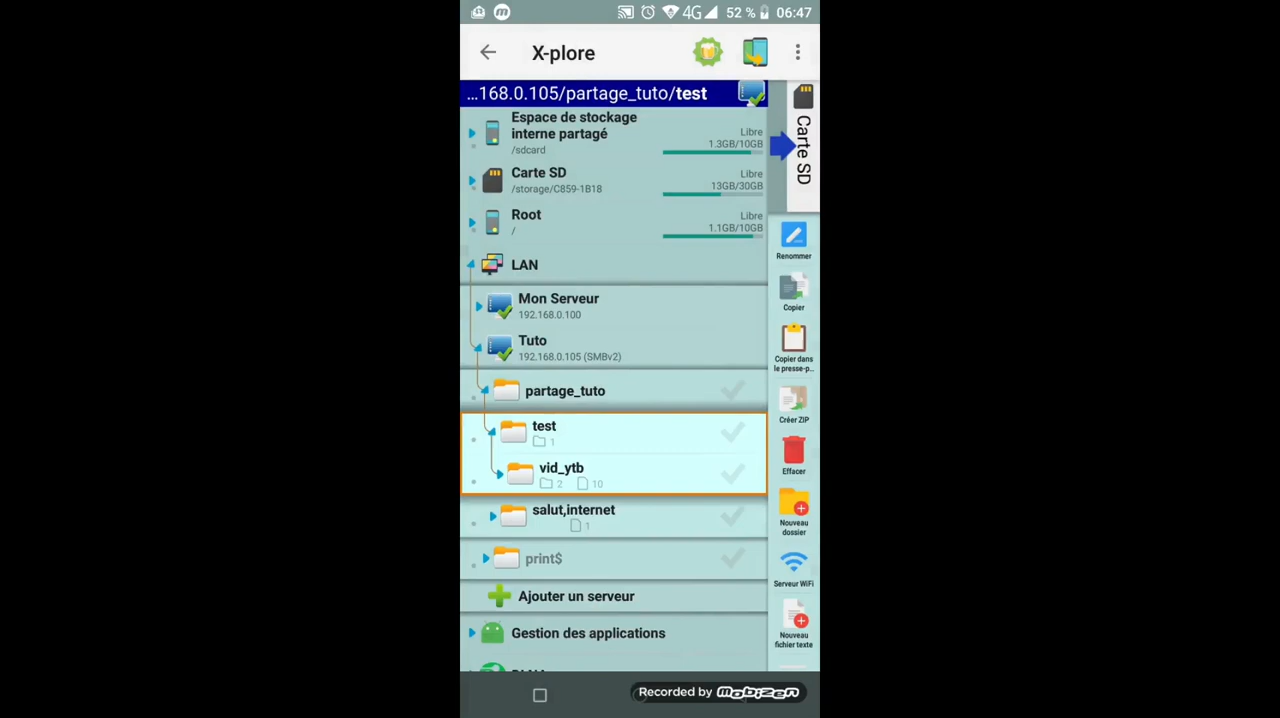 4G 52 % 06:47
X-plore
...168.0.105/partage_tuto/test
Carte SD
Espace de stockage
interne partagé
/sdcard
Libre
1.3GB/10GB
Carte SD
/storage/C859-1B18
Libre
13GB/30GB
Root
/
Libre
1.1GB/10GB
LAN
Mon Serveur
192.168.0.100
Tuto
192.168.0.105 (SMBv2)
partage_tuto
test
1
vid_ytb
2 10
salut,internet
1
print$
Ajouter un serveur
Gestion des applications
Renommer
Copier
Copier dans
le presse-p...
Créer ZIP
Effacer
Nouveau
dossier
Serveur WiFi
Nouveau
fichier texte
Recorded by mobizen